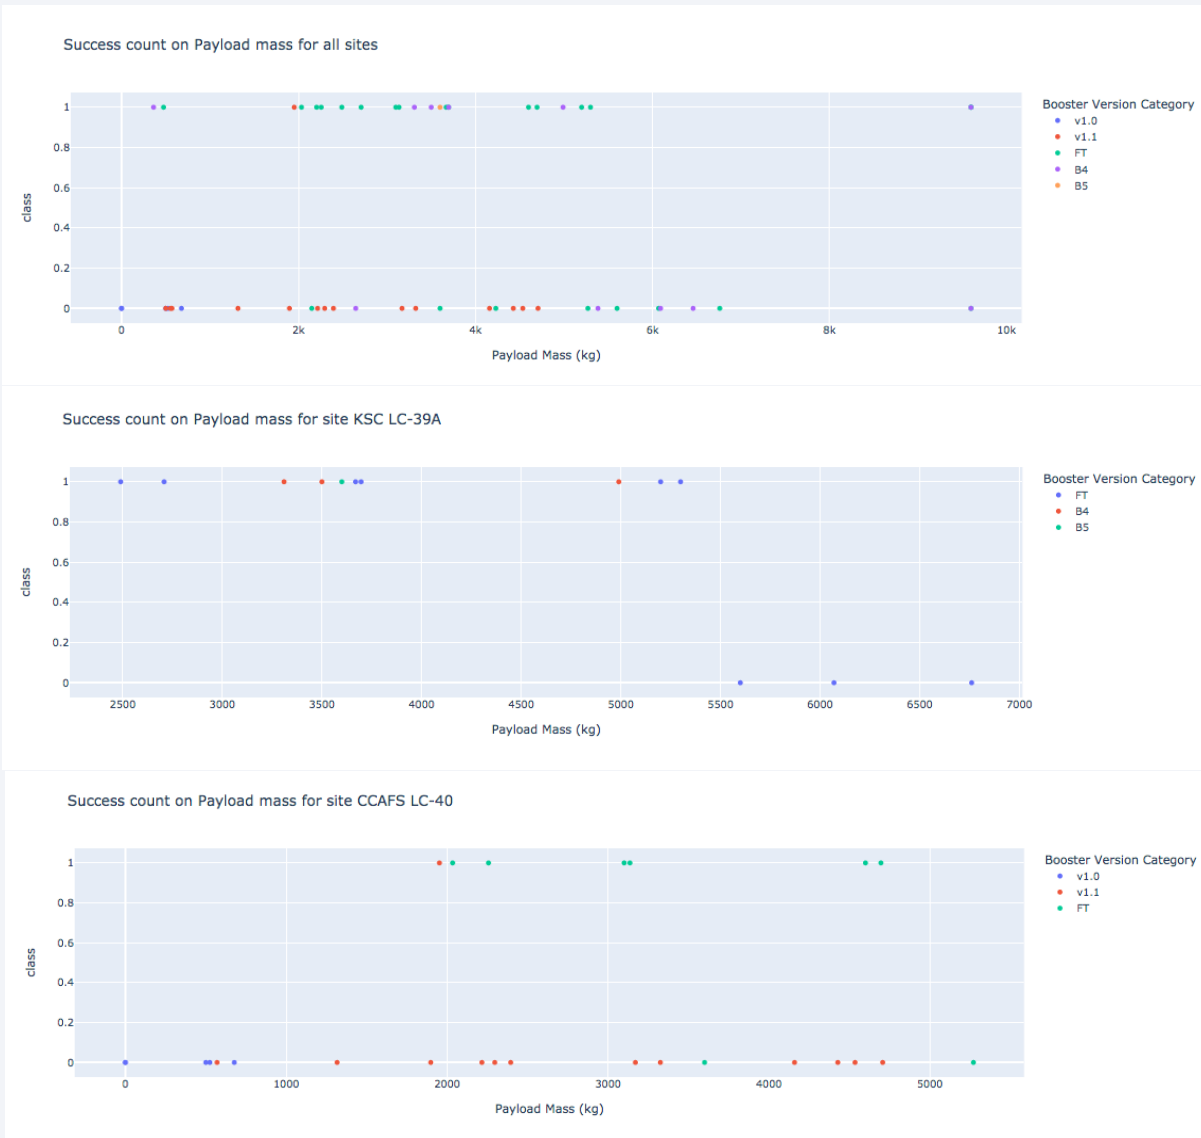 Success count on Payload mass for all sites
Booster Version Category
v1.0
v1.1
FT
B4
B5
class
1
0.8
0.6
0.4
0.2
0
0 2k 4k 6k 8k 10k
Payload Mass (kg)
Success count on Payload mass for site KSC LC-39A
Booster Version Category
FT
B4
B5
class
1
0.8
0.6
0.4
0.2
0
2500 3000 3500 4000 4500 5000 5500 6000 6500 7000
Payload Mass (kg)
Success count on Payload mass for site CCAFS LC-40
Booster Version Category
v1.0
v1.1
FT
class
1
0.8
0.6
0.4
0.2
0
0 1000 2000 3000 4000 5000
Payload Mass (kg)